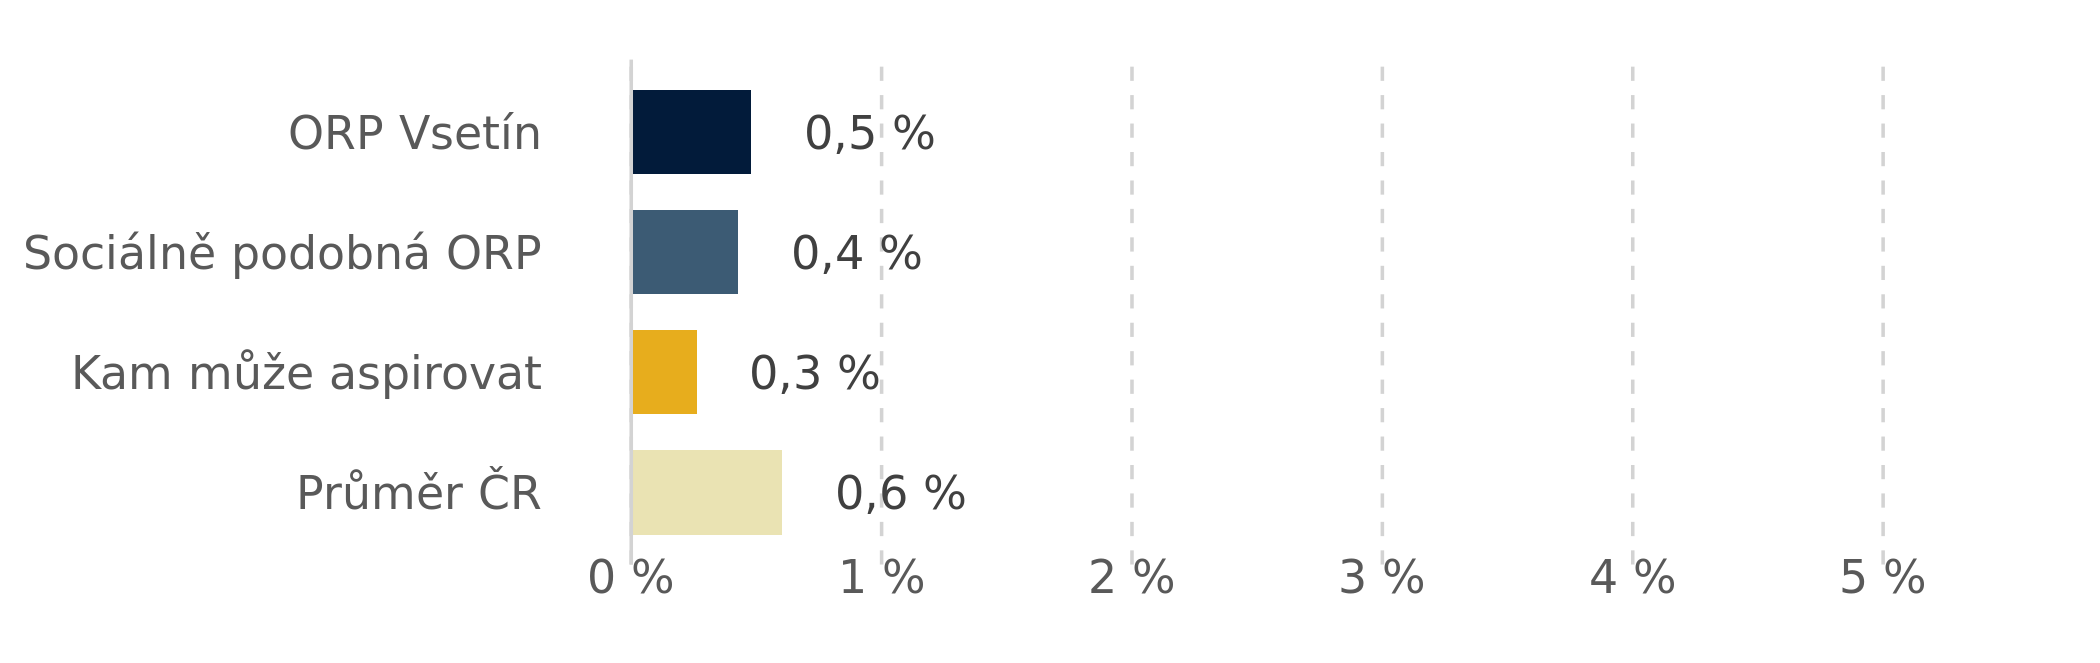 ORP Vsetín 0,5 %
Sociálně podobná ORP 0,4 %
Kam může aspirovat 0,3 %
Průměr ČR 0,6 %
0 % 1 % 2 % 3 % 4 % 5 %